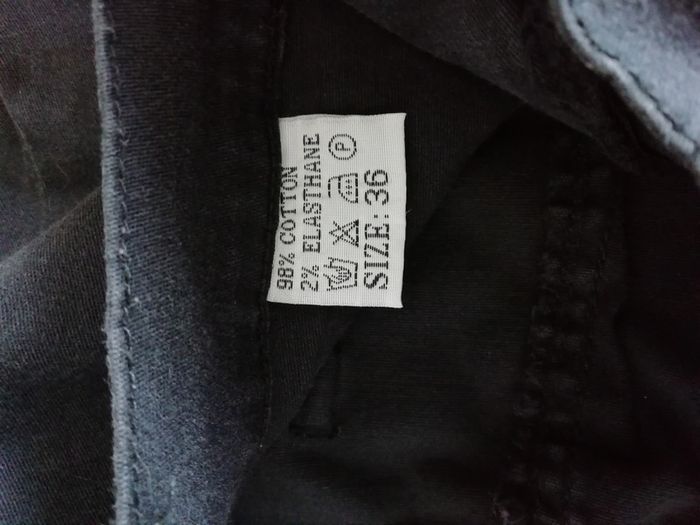 98% COTTON
2% ELASTHANE
P
SIZE: 36